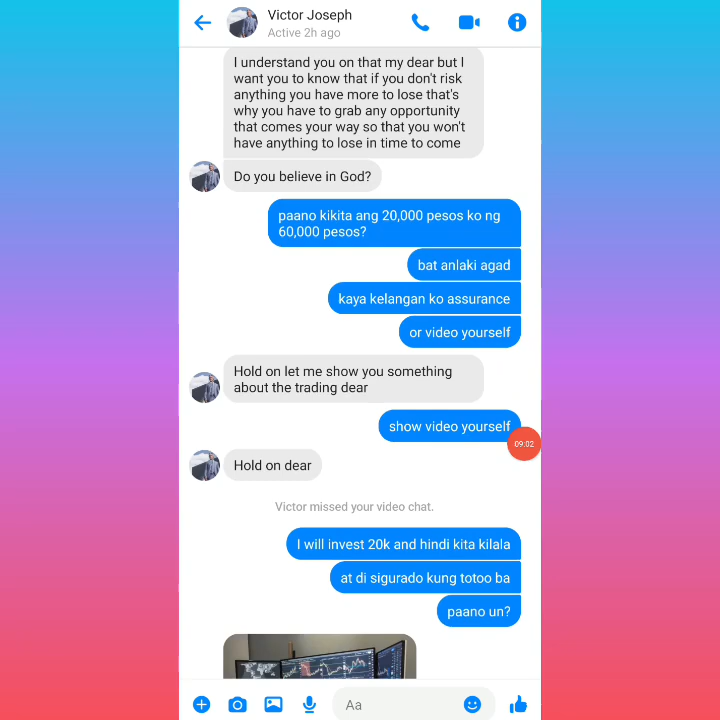 Victor Joseph
Active 2h ago
I understand you on that my dear but I
want you to know that if you don't risk
anything you have more to lose that's
why you have to grab any opportunity
that comes your way so that you won't
have anything to lose in time to come
Do you believe in God?
paano kikita ang 20,000 pesos ko ng
60,000 pesos?
bat anlaki agad
kaya kelangan ko assurance
or video yourself
Hold on let me show you something
about the trading dear
show video yourself
09:02
Hold on dear
Victor missed your video chat.
I will invest 20k and hindi kita kilala
at di sigurado kung totoo ba
paano un?
Aa